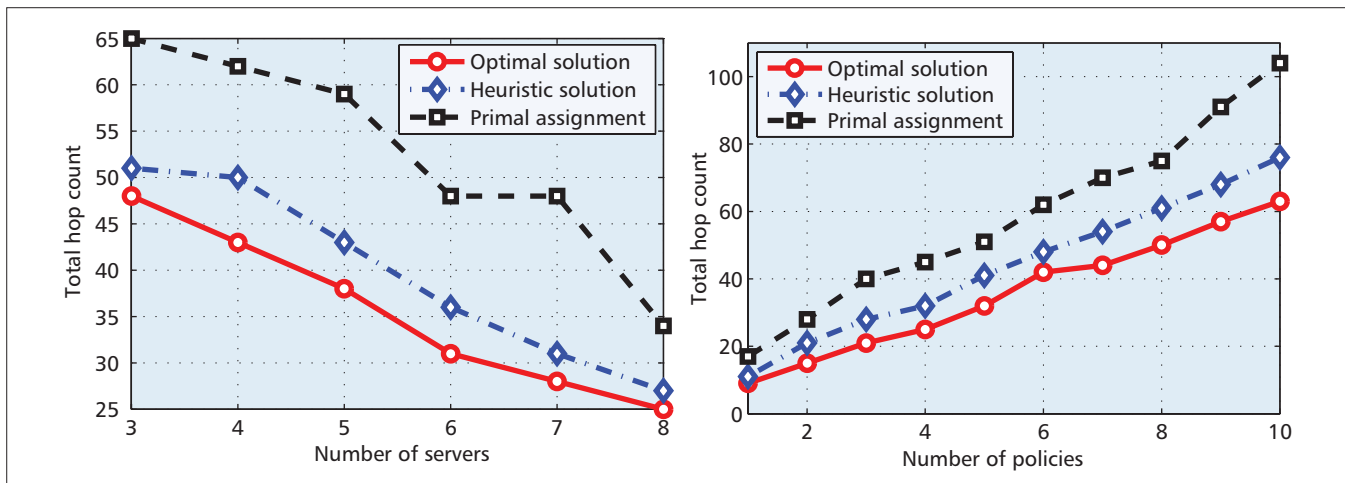 65
60
55
50
45
40
35
30
25
Total hop count
3 4 5 6 7 8
Number of servers
Optimal solution
Heuristic solution
Primal assignment
100
80
60
40
20
0
Total hop count
2 4 6 8 10
Number of policies
Optimal solution
Heuristic solution
Primal assignment